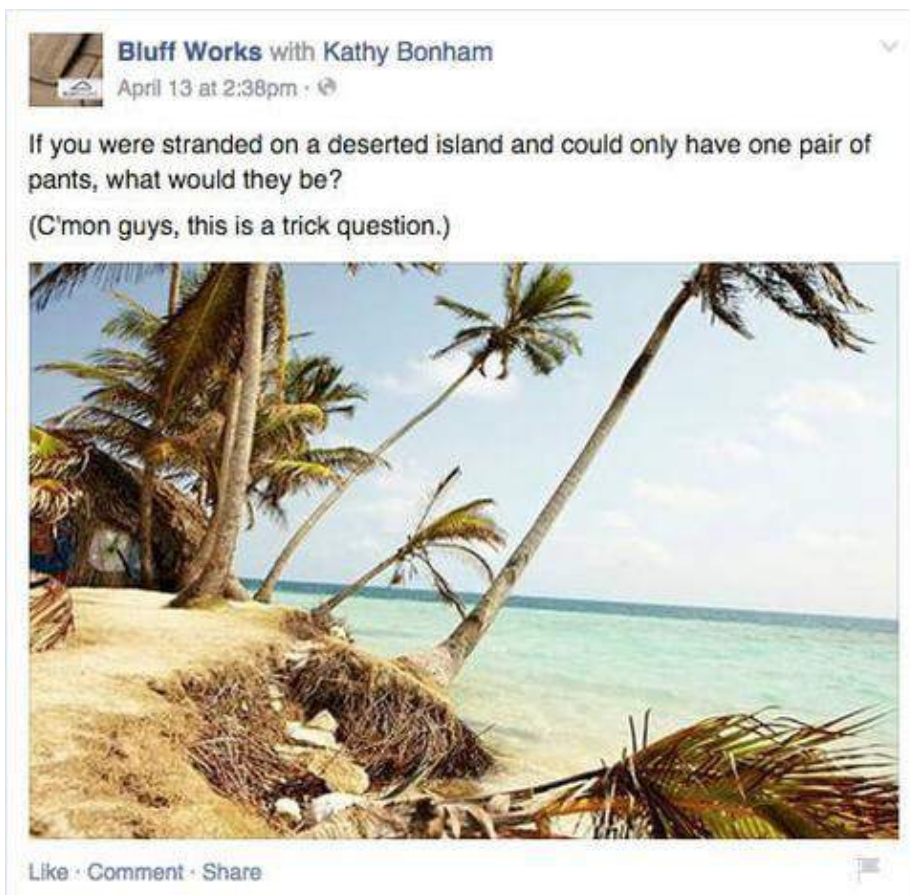 Bluff Works with Kathy Bonham
April 13 at 2:38pm ·
If you were stranded on a deserted island and could only have one pair of
pants, what would they be?
(C'mon guys, this is a trick question.)
Like · Comment · Share